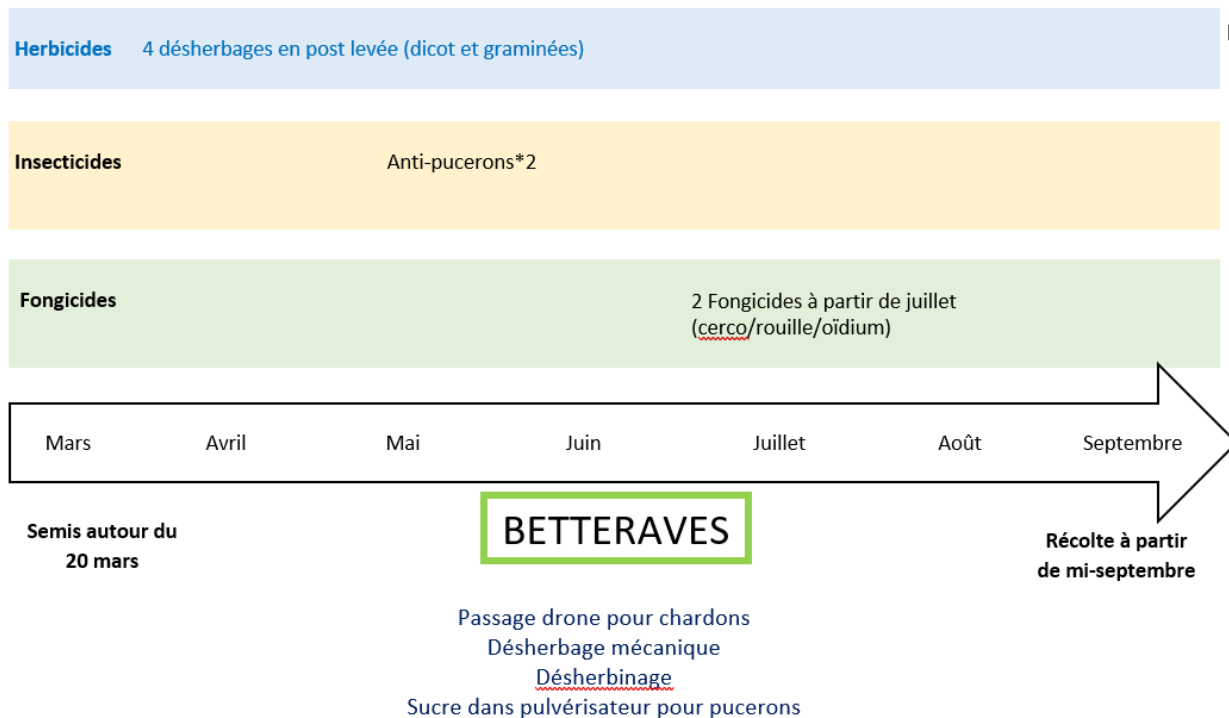 Herbicides 4 désherbages en post levée (dicot et graminées)
Insecticides Anti-pucerons*2
Fongicides
2 Fongicides à partir de juillet
(cerco/rouille/oïdium)
Mars Avril Mai Juin Juillet Août Septembre
Semis autour du
20 mars
BETTERAVES
Récolte à partir
de mi-septembre
Passage drone pour chardons
Désherbage mécanique
Désherbinage
Sucre dans pulvérisateur pour pucerons